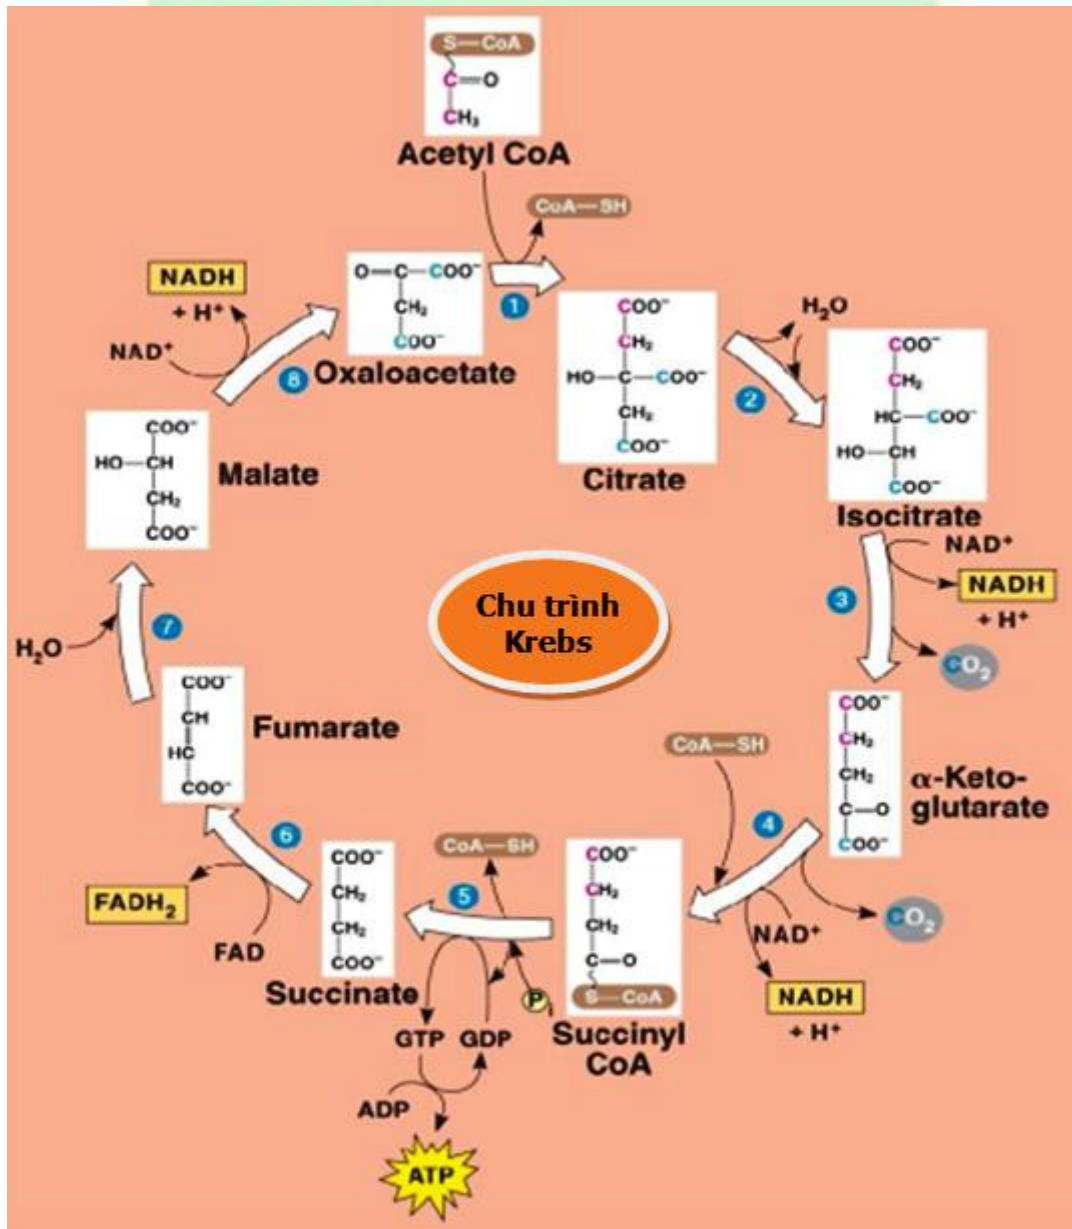 S—CoA
C=O
CH₃
Acetyl CoA
CoA—SH
NADH
+ H⁺
NAD⁺
O=C—COO⁻
CH₂
COO⁻
Oxaloacetate
1
COO⁻
CH₂
HO—C—COO⁻
CH₂
COO⁻
Citrate
H₂O
2
COO⁻
CH₂
HC—COO⁻
HO—CH
COO⁻
Isocitrate
NAD⁺
NADH
+ H⁺
3
CO₂
8
COO⁻
HO—CH
CH₂
COO⁻
Malate
Chu trình
Krebs
H₂O
7
COO⁻
CH
HC
COO⁻
Fumarate
COO⁻
CH₂
CH₂
C—O
COO⁻
α-Keto-
glutarate
CoA—SH
4
CO₂
NAD⁺
NADH
+ H⁺
COO⁻
CH₂
CH₂
C—O
S—CoA
Succinyl
CoA
CoA—SH
5
P
GTP
GDP
ADP
ATP
COO⁻
CH₂
CH₂
COO⁻
Succinate
6
FADH₂
FAD